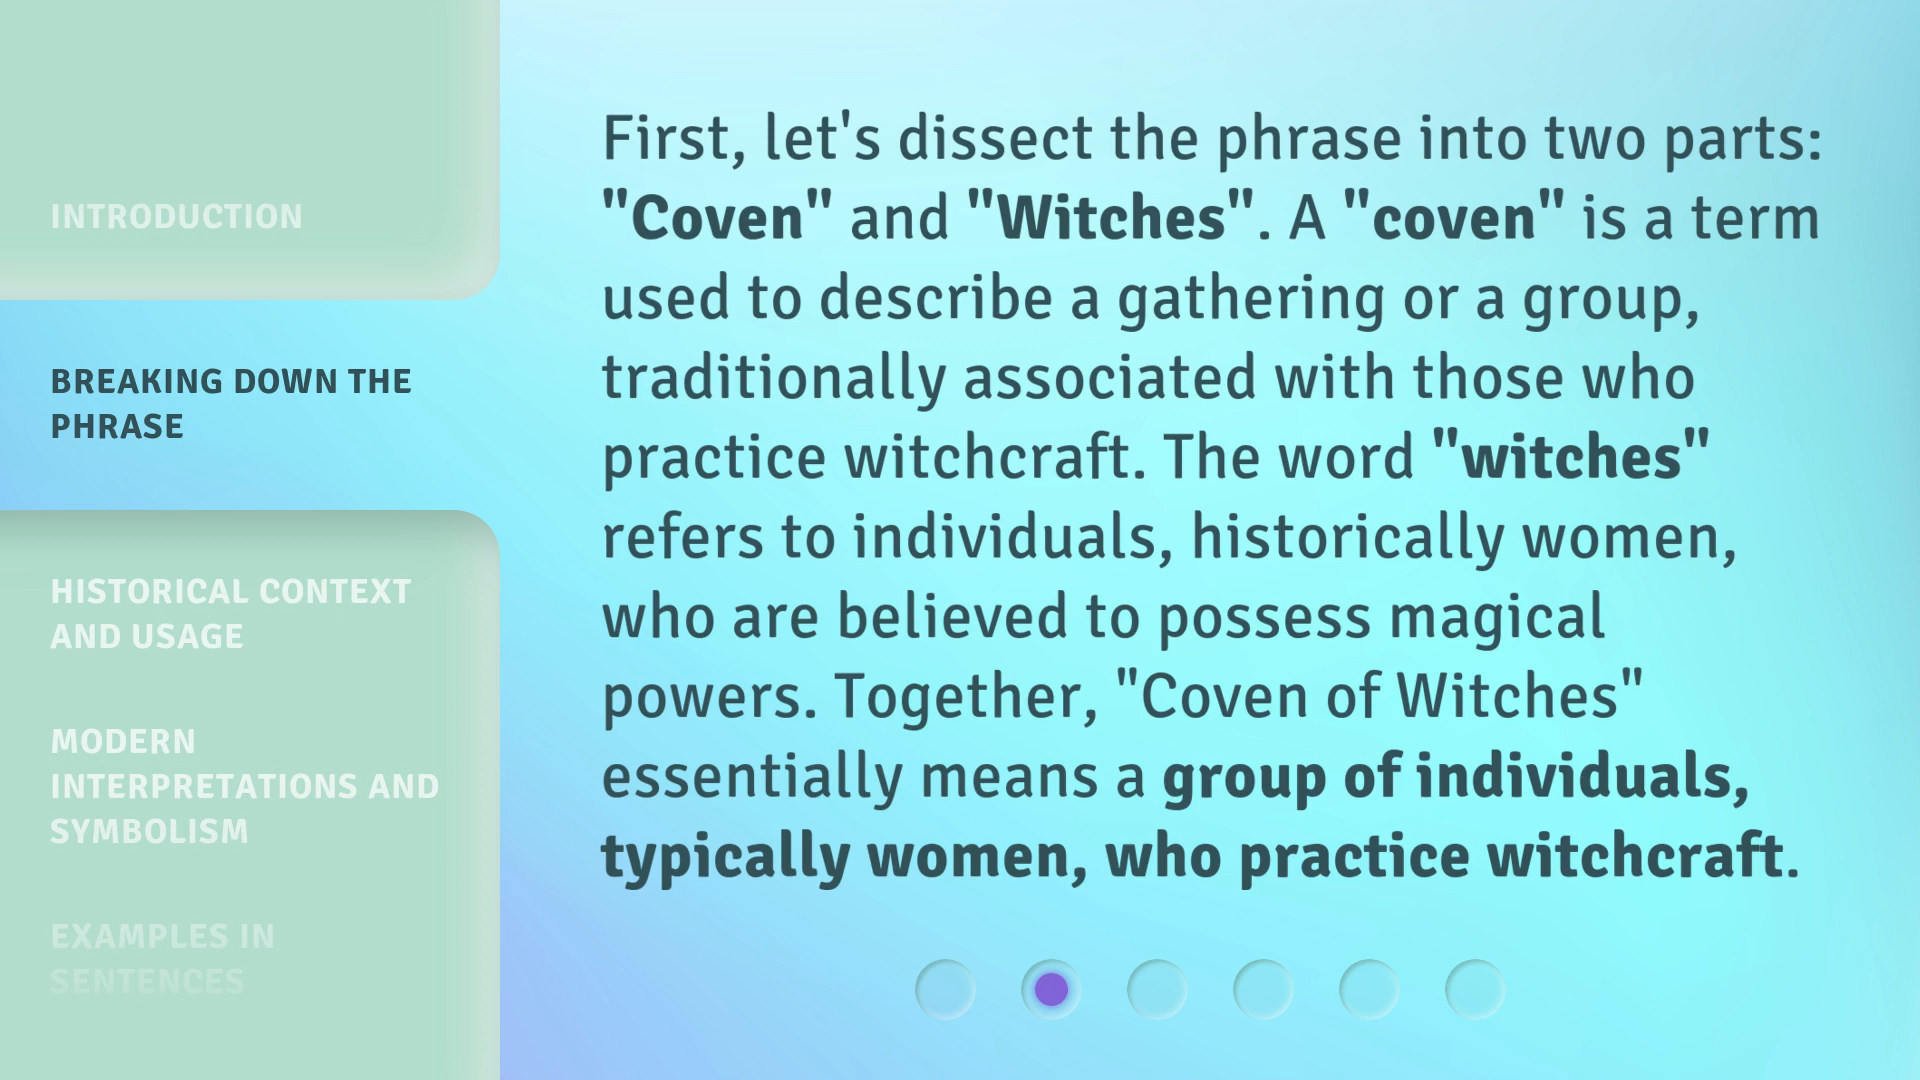 INTRODUCTION
BREAKING DOWN THE
PHRASE
HISTORICAL CONTEXT
AND USAGE
MODERN
INTERPRETATIONS AND
SYMBOLISM
EXAMPLES IN
SENTENCES
First, let's dissect the phrase into two parts:
"Coven" and "Witches". A "coven" is a term
used to describe a gathering or a group,
traditionally associated with those who
practice witchcraft. The word "witches"
refers to individuals, historically women,
who are believed to possess magical
powers. Together, "Coven of Witches"
essentially means a group of individuals,
typically women, who practice witchcraft.